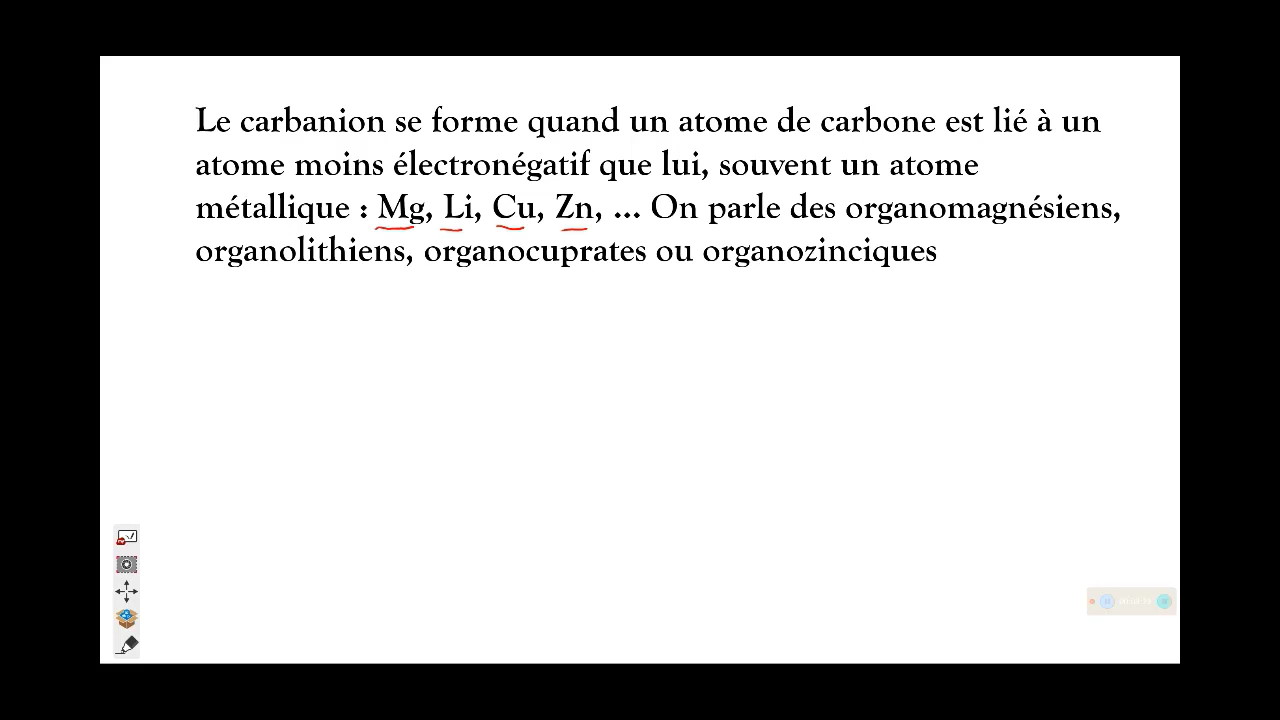 Le carbanion se forme quand un atome de carbone est lié à un
atome moins électronégatif que lui, souvent un atome
métallique : Mg, Li, Cu, Zn, ... On parle des organomagnésiens,
organolithiens, organocuprates ou organozinciques